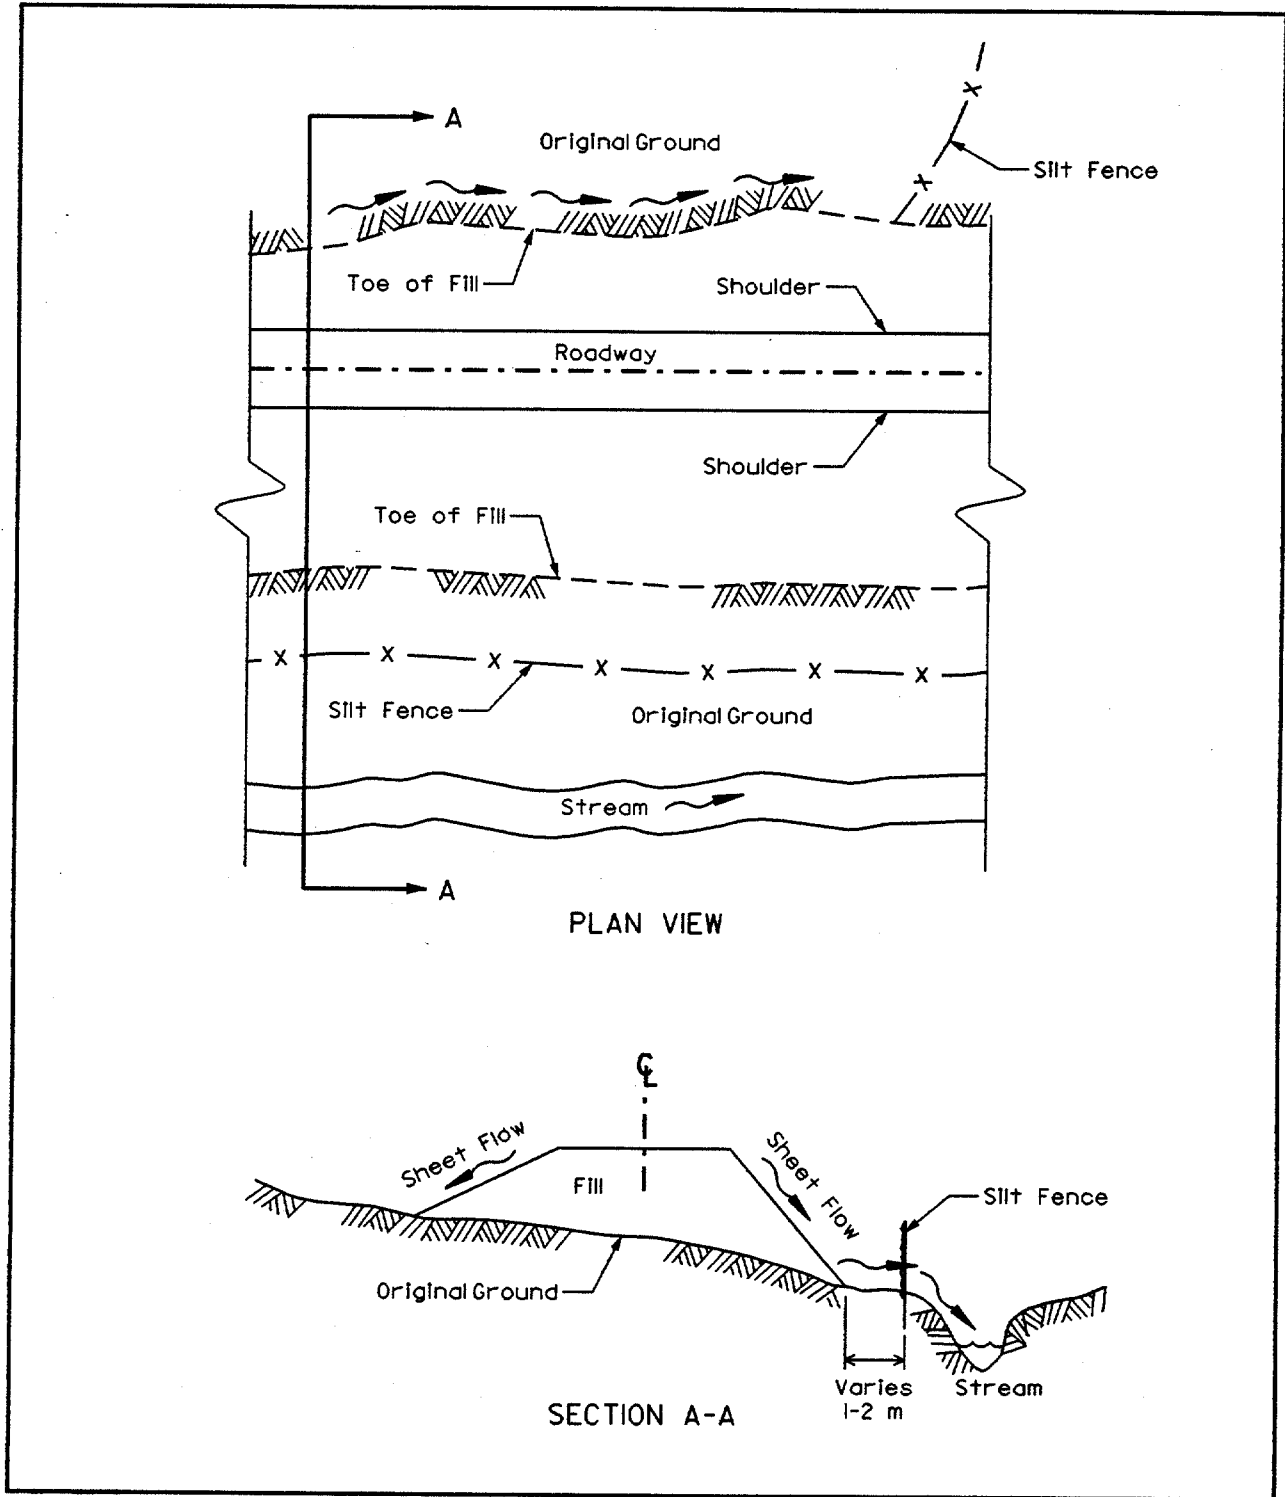 A
Original Ground
Silt Fence
X
X
Toe of Fill
Shoulder
Roadway
Shoulder
Toe of Fill
X X X X X X X
Silt Fence
Original Ground
Stream
A
PLAN VIEW
℄
Sheet Flow
Sheet Flow
Fill
Silt Fence
Original Ground
Varies
1-2 m
Stream
SECTION A-A